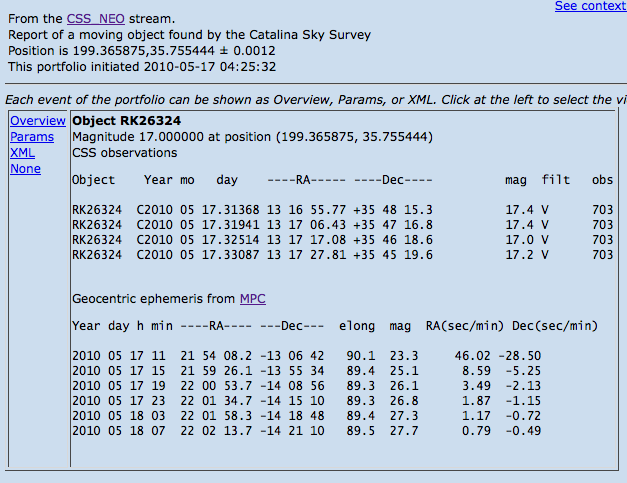 See context
From the CSS_NEO stream.
Report of a moving object found by the Catalina Sky Survey
Position is 199.365875,35.755444 ± 0.0012
This portfolio initiated 2010-05-17 04:25:32
Each event of the portfolio can be shown as Overview, Params, or XML. Click at the left to select the vi
Overview
Params
XML
None
Object RK26324
Magnitude 17.000000 at position (199.365875, 35.755444)
CSS observations
Object Year mo day ----RA----- ----Dec---- mag filt obs
RK26324 C2010 05 17.31368 13 16 55.77 +35 48 15.3 17.4 V 703
RK26324 C2010 05 17.31941 13 17 06.43 +35 47 16.8 17.4 V 703
RK26324 C2010 05 17.32514 13 17 17.08 +35 46 18.6 17.0 V 703
RK26324 C2010 05 17.33087 13 17 27.81 +35 45 19.6 17.2 V 703
Geocentric ephemeris from MPC
Year day h min ----RA---- ---Dec--- elong mag RA(sec/min) Dec(sec/min)
2010 05 17 11 21 54 08.2 -13 06 42 90.1 23.3 46.02 -28.50
2010 05 17 15 21 59 26.1 -13 55 34 89.4 25.1 8.59 -5.25
2010 05 17 19 22 00 53.7 -14 08 56 89.3 26.1 3.49 -2.13
2010 05 17 23 22 01 34.7 -14 15 10 89.3 26.8 1.87 -1.15
2010 05 18 03 22 01 58.3 -14 18 48 89.4 27.3 1.17 -0.72
2010 05 18 07 22 02 13.7 -14 21 10 89.5 27.7 0.79 -0.49